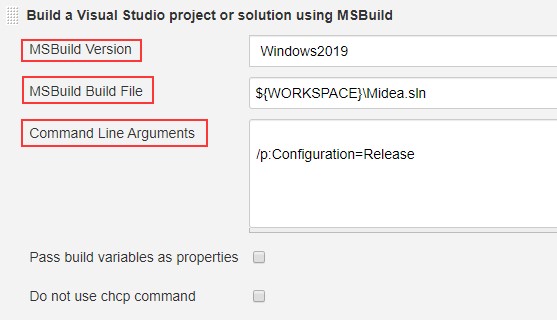 Build a Visual Studio project or solution using MSBuild
MSBuild Version
Windows2019
MSBuild Build File
${WORKSPACE}\Midea.sln
Command Line Arguments
/p:Configuration=Release
Pass build variables as properties
Do not use chcp command